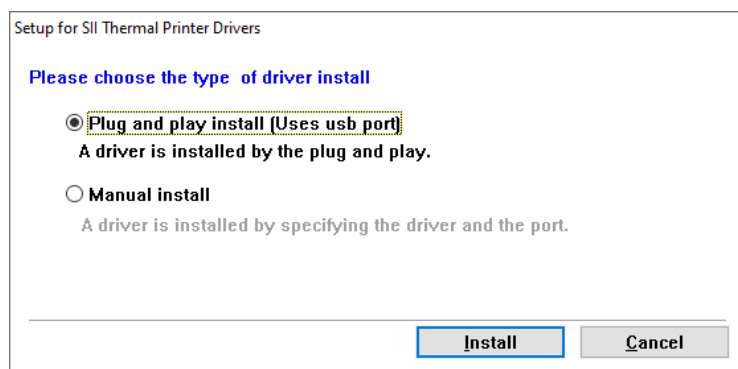 Setup for SII Thermal Printer Drivers
Please choose the type of driver install
Plug and play install (Uses usb port)
A driver is installed by the plug and play.
Manual install
A driver is installed by specifying the driver and the port.
Install Cancel